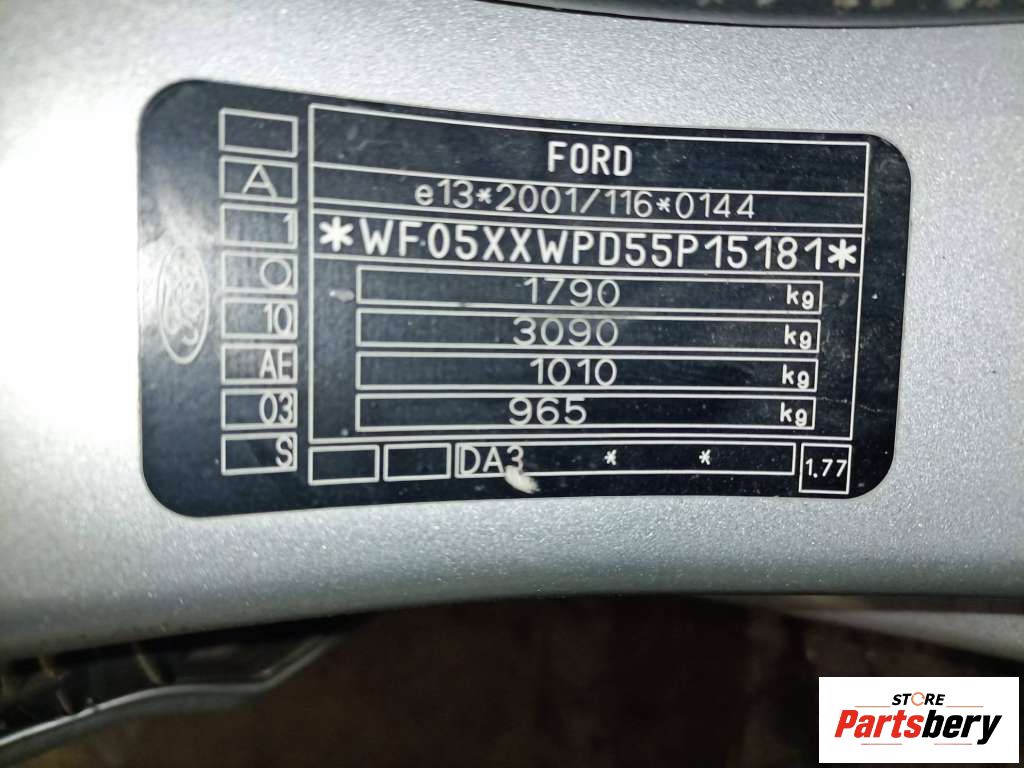 FORD
e13*2001/116*0144
*WF05XXWPD55P15181*
1790 kg
3090 kg
1010 kg
965 kg
A
1
O
10
AE
03
S
DA3 * *
1.77
STORE
Partsbery